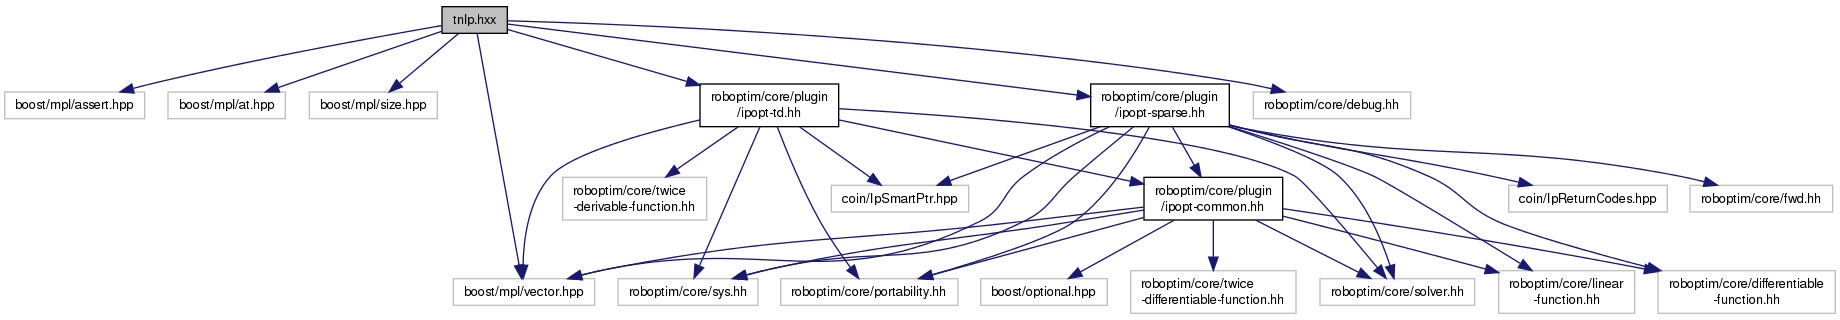 tnlp.hxx
boost/mpl/assert.hpp
boost/mpl/at.hpp
boost/mpl/size.hpp
roboptim/core/plugin
/ipopt-td.hh
roboptim/core/plugin
/ipopt-sparse.hh
roboptim/core/debug.hh
roboptim/core/twice
-derivable-function.hh
coin/IpSmartPtr.hpp
roboptim/core/plugin
/ipopt-common.hh
coin/IpReturnCodes.hpp
roboptim/core/fwd.hh
boost/mpl/vector.hpp
roboptim/core/sys.hh
roboptim/core/portability.hh
boost/optional.hpp
roboptim/core/twice
-differentiable-function.hh
roboptim/core/solver.hh
roboptim/core/linear
-function.hh
roboptim/core/differentiable
-function.hh